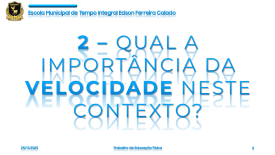 Escola Municipal de Tempo Integral Edson Ferreira Calado
2 – QUAL A
IMPORTÂNCIA DA
VELOCIDADE NESTE
CONTEXTO?
Trabalho de Educação Física